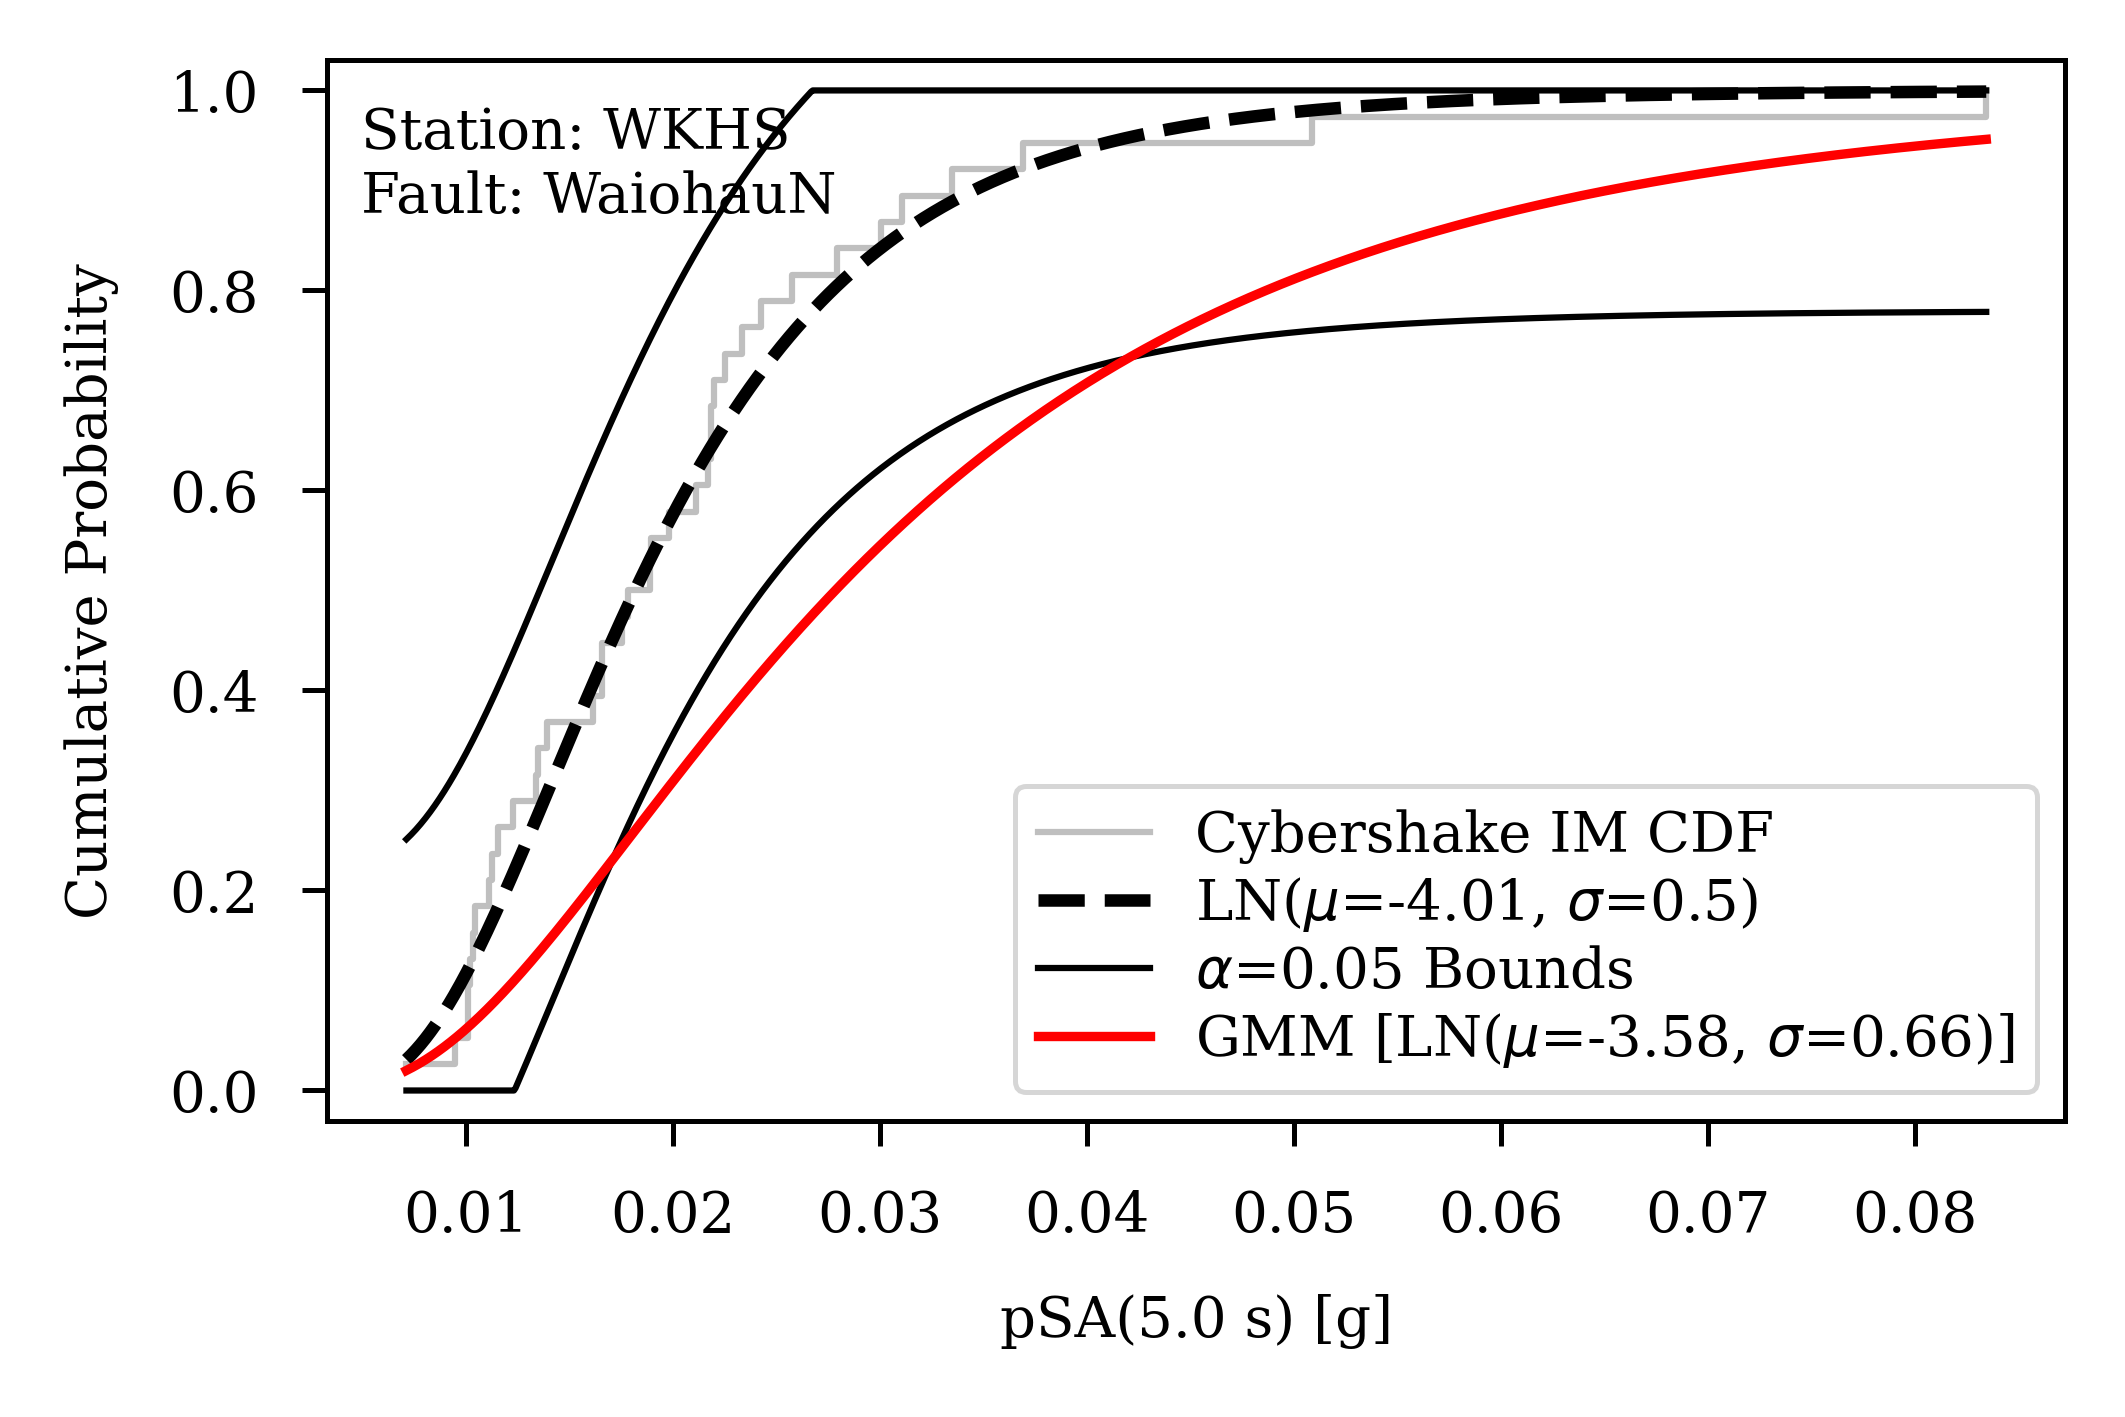 Station: WKHS
Fault: WaiohauN
Cumulative Probability
1.0
0.8
0.6
0.4
0.2
0.0
Cybershake IM CDF
LN(μ=-4.01, σ=0.5)
α=0.05 Bounds
GMM [LN(μ=-3.58, σ=0.66)]
0.01 0.02 0.03 0.04 0.05 0.06 0.07 0.08
pSA(5.0 s) [g]